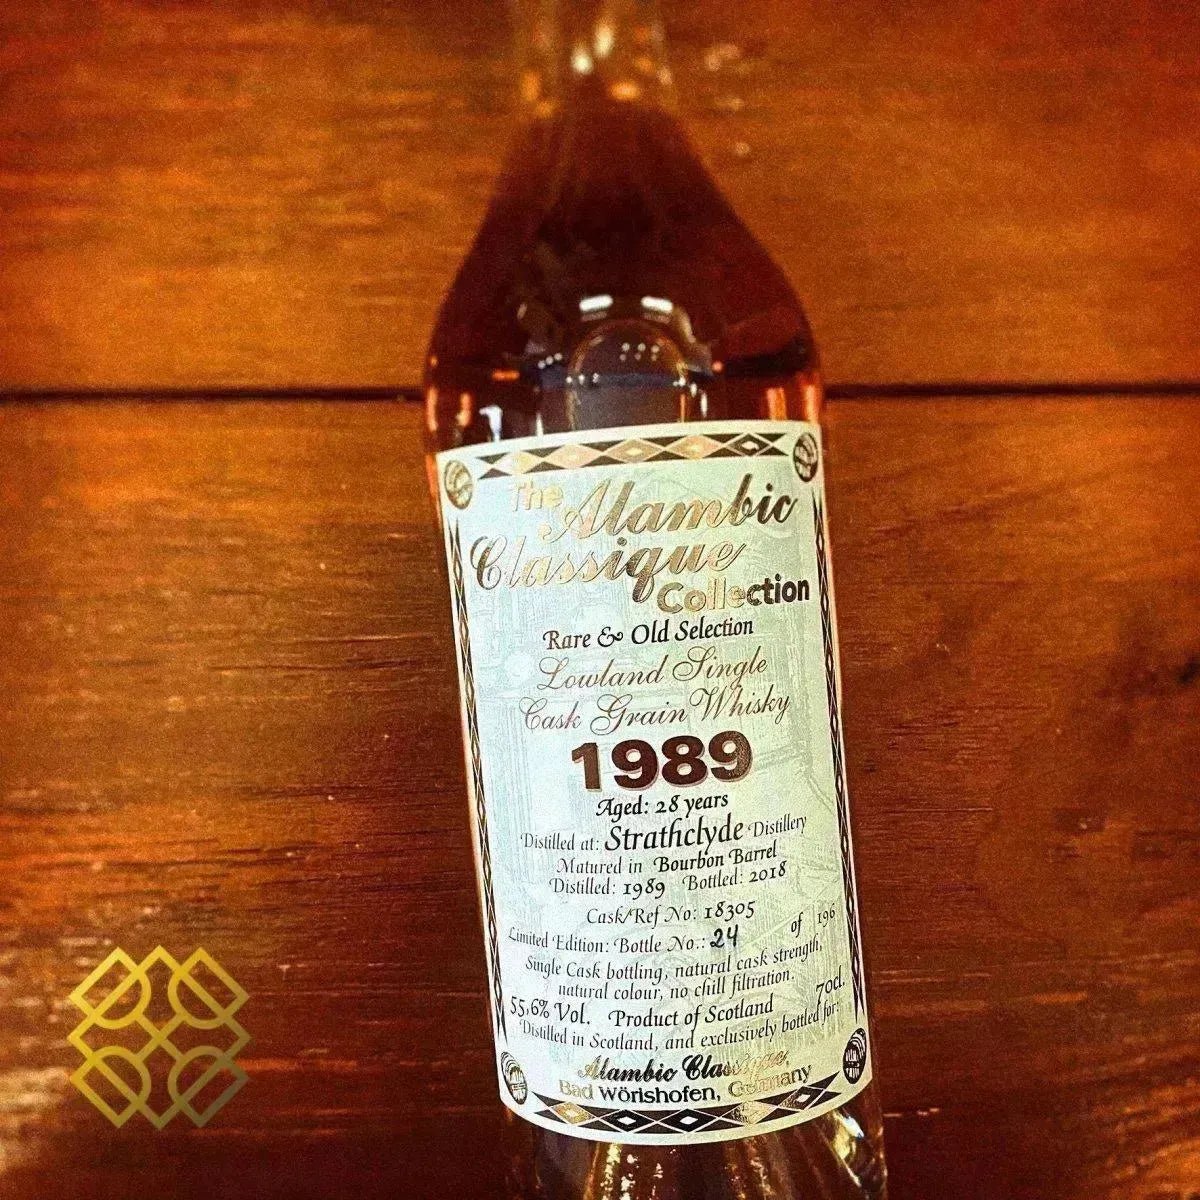 The Alambic
Classique
Collection
Rare & Old Selection
Lowland Single
Cask Grain Whisky
1989
Aged: 28 years
Distilled at: Strathclyde Distillery
Matured in Bourbon Barrel
Distilled: 1989 Bottled: 2018
Cask/Ref No: 18305
Limited Edition: Bottle No.: 24 of 196
Single Cask bottling, natural cask strength,
natural colour, no chill filtration.
55,6% Vol. Product of Scotland 70cl.
Distilled in Scotland, and exclusively bottled for:
Alambic Classique,
Bad Wörishofen, Germany